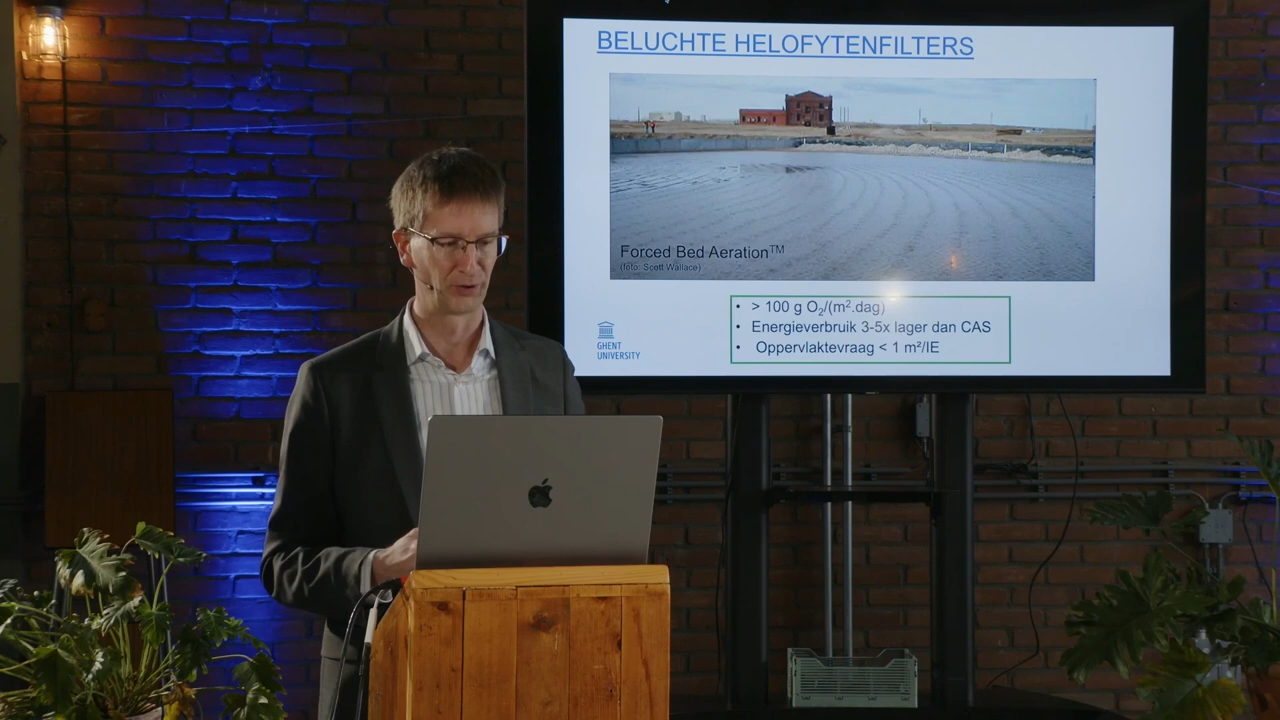 BELUCHTE HELOFYTENFILTERS
Forced Bed Aeration™
(foto: Scott Wallace)
• > 100 g O₂/(m².dag)
• Energieverbruik 3-5x lager dan CAS
• Oppervlaktevraag < 1 m²/IE
GHENT
UNIVERSITY